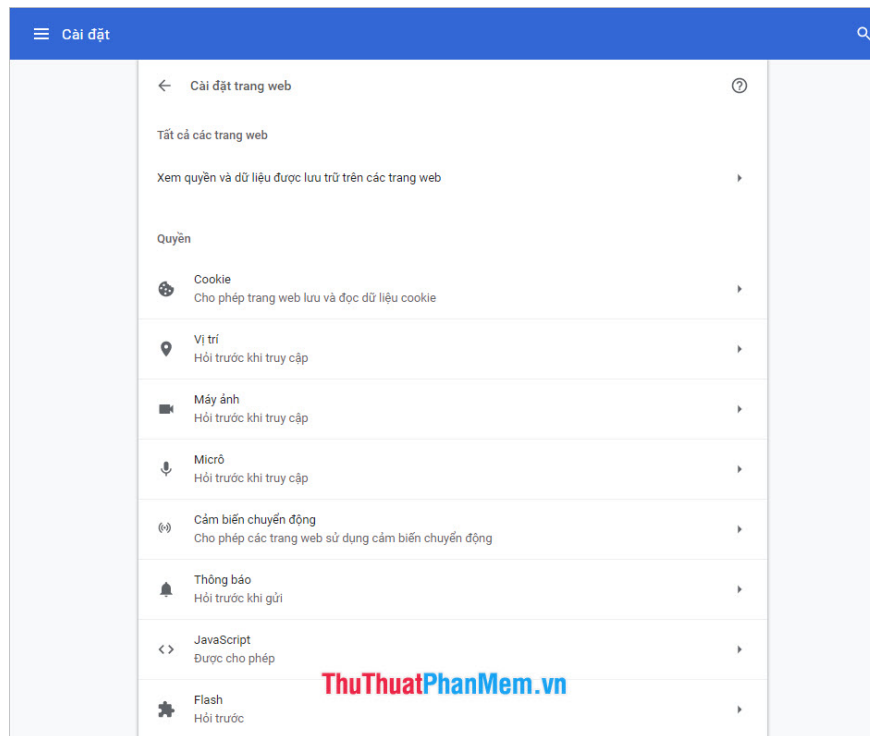 Cài đặt
Cài đặt trang web
Tất cả các trang web
Xem quyền và dữ liệu được lưu trữ trên các trang web
Quyền
Cookie
Cho phép trang web lưu và đọc dữ liệu cookie
Vị trí
Hỏi trước khi truy cập
Máy ảnh
Hỏi trước khi truy cập
Micrô
Hỏi trước khi truy cập
Cảm biến chuyển động
Cho phép các trang web sử dụng cảm biến chuyển động
Thông báo
Hỏi trước khi gửi
JavaScript
Được cho phép
ThuThuatPhanMem.vn
Flash
Hỏi trước